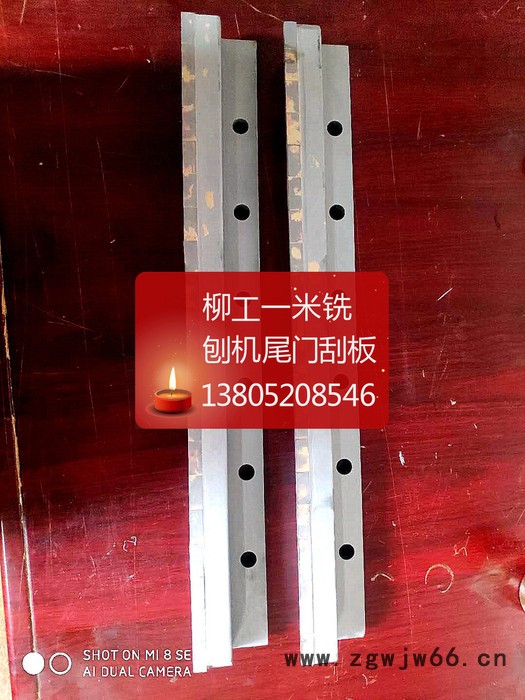 柳工一米铣
刨机尾门刮板
13805208546
SHOT ON MI 8 SE
AI DUAL CAMERA
www.zgwjw66.cn